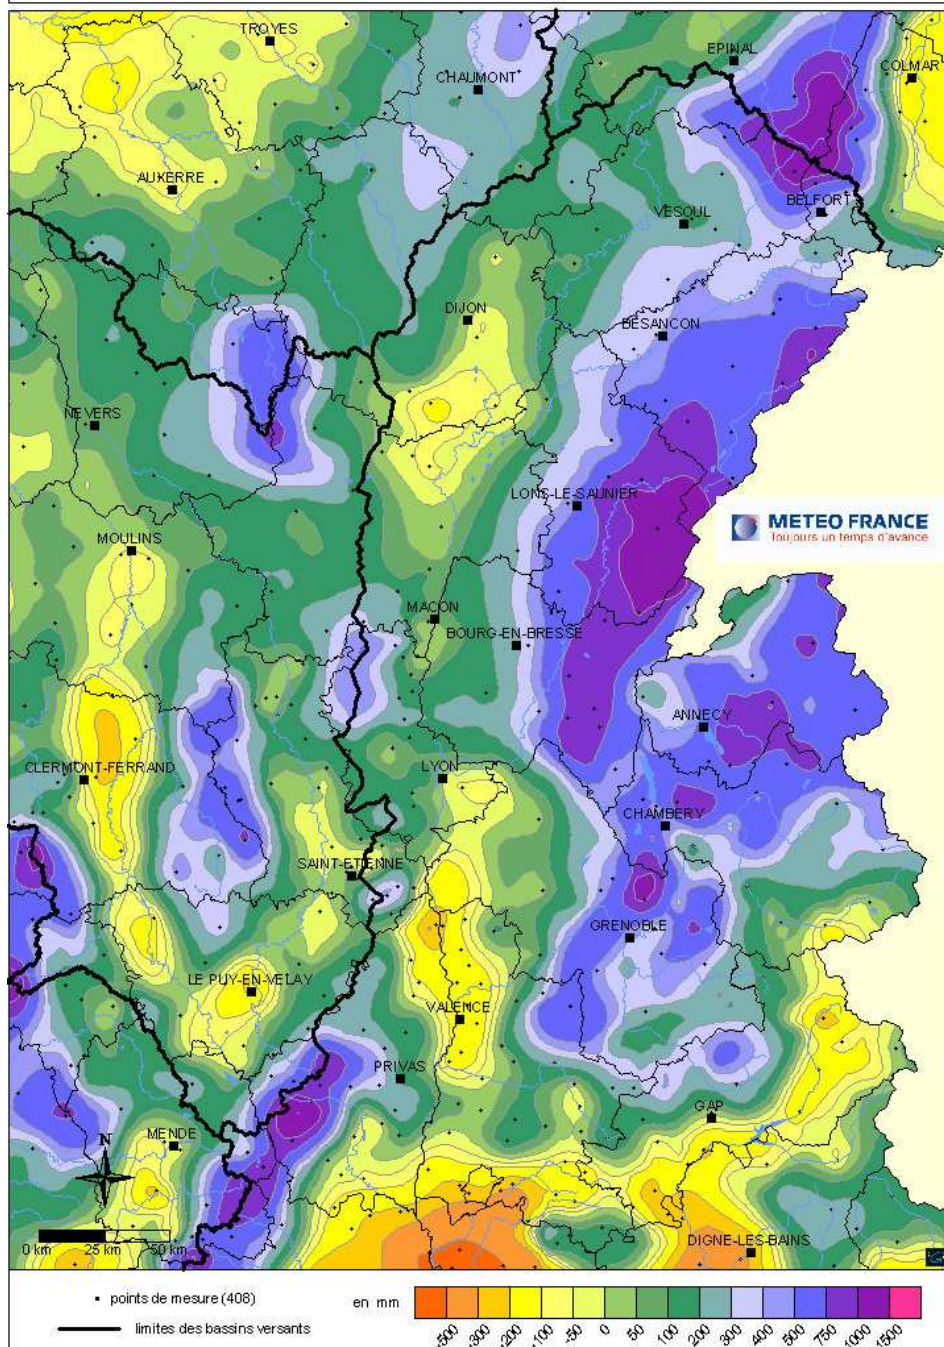 TROYES
EPINAL
COLMAR
CHAUMONT
AUXERRE
BELFORT
VESOUL
DIJON
BESANCON
NEVERS
LONS-LE-SAUNIER
METEO FRANCE
Toujours un temps d'avance
MOULINS
MACON
BOURG-EN-BRESSE
ANNECY
CLERMONT-FERRAND
LYON
CHAMBERY
SAINT-ETIENNE
GRENOBLE
LE PUY-EN-VELAY
VALENCE
PRIVAS
GAP
MENDE
N
DIGNE-LES-BAINS
0 km 25 km 50 km
points de mesure (408)
limites des bassins versants
en mm
-500 -300 -200 -100 -50 0 50 100 200 300 400 500 750 1000 1500